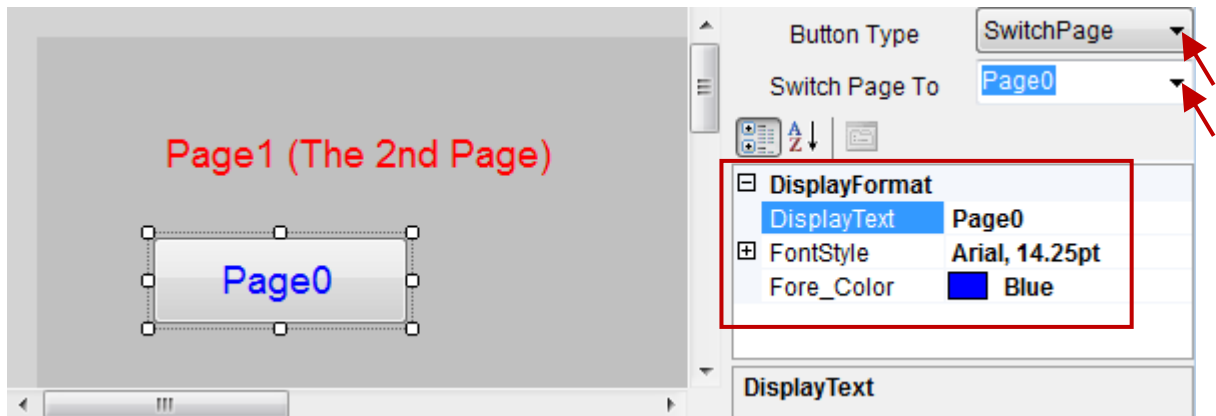 Page1 (The 2nd Page)
Page0
Button Type SwitchPage
Switch Page To Page0
A
Z
DisplayFormat
DisplayText Page0
FontStyle Arial, 14.25pt
Fore_Color Blue
DisplayText